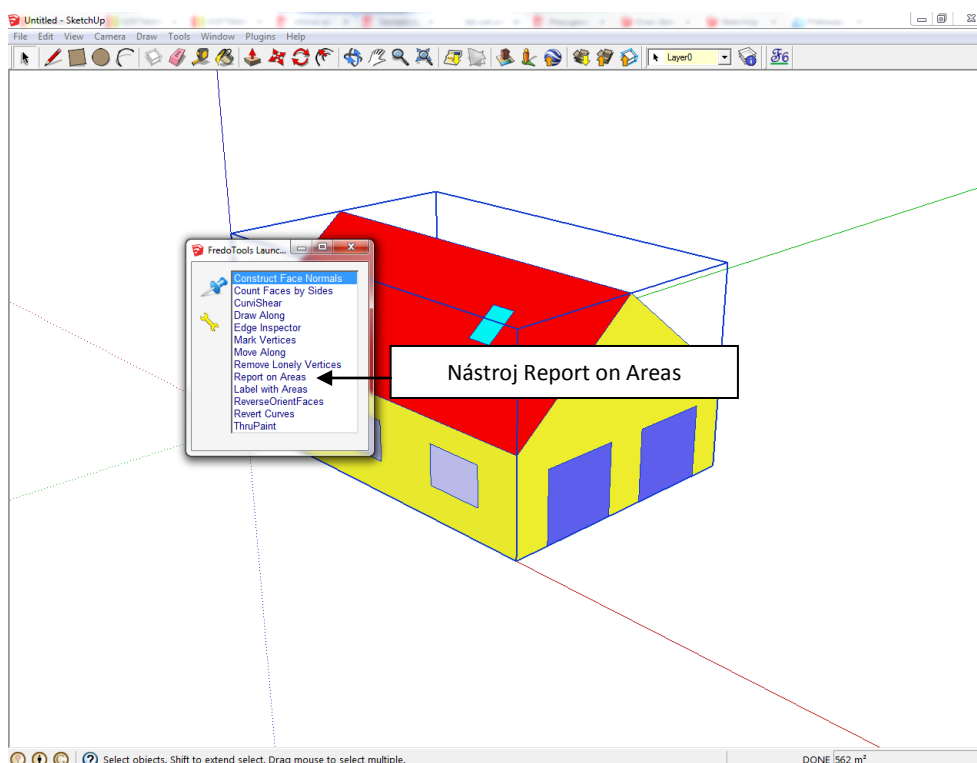 Untitled - SketchUp
File Edit View Camera Draw Tools Window Plugins Help
Layer0
FredoTools Launc...
Construct Face Normals
Count Faces by Sides
CurviShear
Draw Along
Edge Inspector
Mark Vertices
Move Along
Remove Lonely Vertices
Report on Areas
Label with Areas
ReverseOrientFaces
Revert Curves
ThruPaint
Nástroj Report on Areas
Select objects. Shift to extend select. Drag mouse to select multiple.
DONE 562 m²